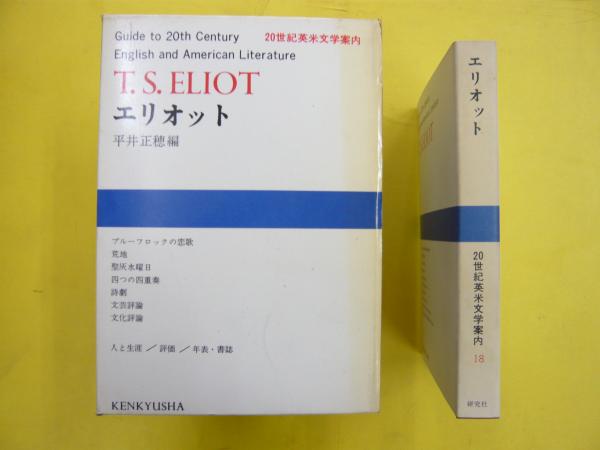 Guide to 20th Century 20世紀英米文学案内
English and American Literature
T. S. ELIOT
エリオット
平井正穂編
プルーフロックの恋歌
荒地
聖灰水曜日
四つの四重奏
詩劇
文芸評論
文化評論
人と生涯／評価／年表・書誌
KENKYUSHA
エリオット
ELIOT
20世紀英米文学案内
18
研究社